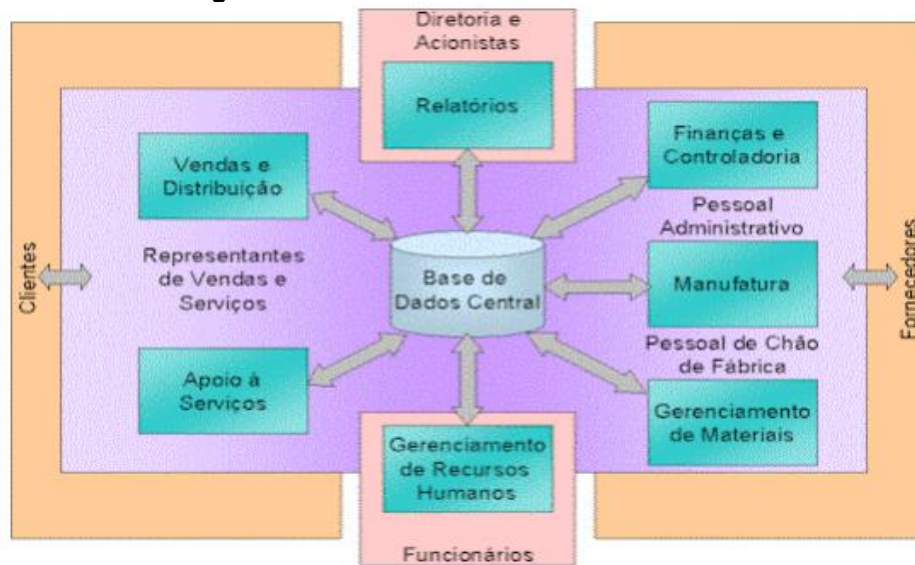 Diretoria e
Acionistas
Relatórios
Vendas e
Distribuição
Finanças e
Controladoria
Pessoal
Administrativo
Representantes
de Vendas e
Serviços
Base de
Dados Central
Manufatura
Clientes
Fornecedores
Pessoal de Chão
de Fábrica
Apoio à
Serviços
Gerenciamento
de Recursos
Humanos
Gerenciamento
de Materiais
Funcionários